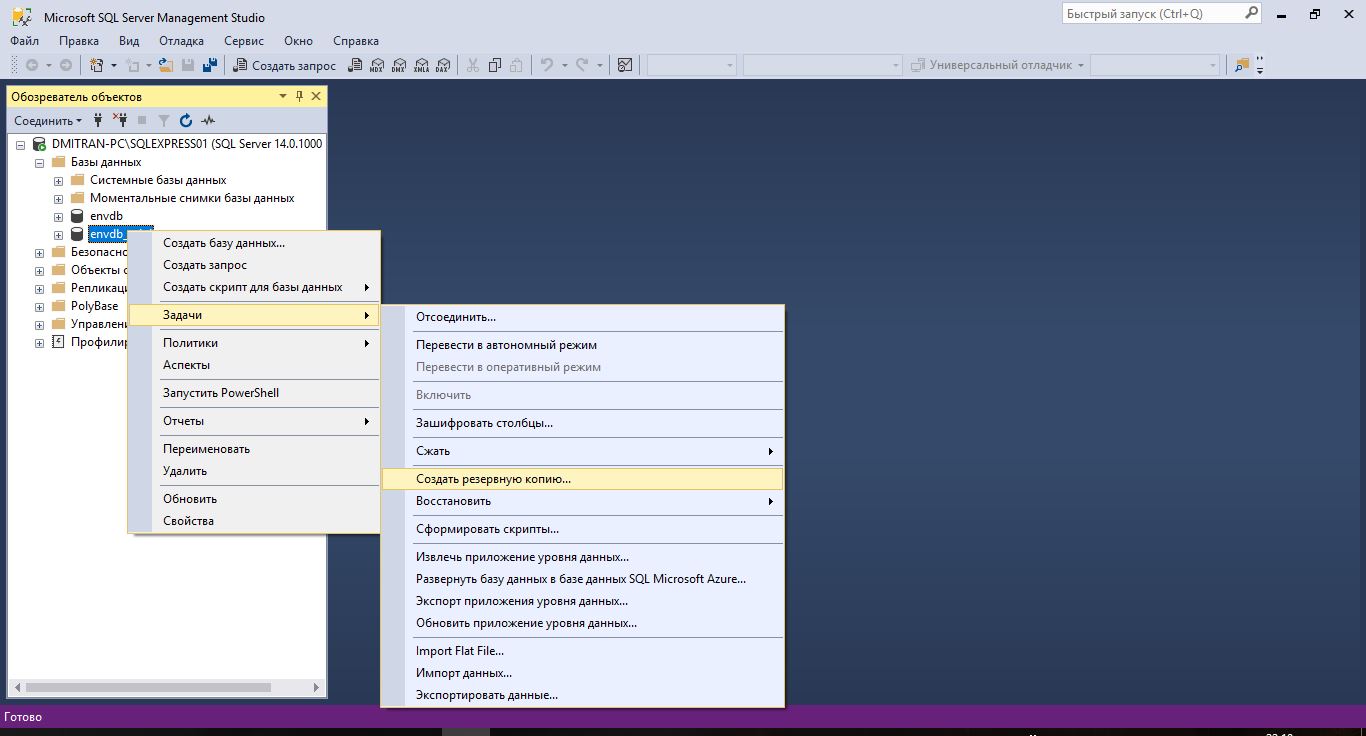 Microsoft SQL Server Management Studio
Быстрый запуск (Ctrl+Q)
Файл Правка Вид Отладка Сервис Окно Справка
Создать запрос MDX DMX XMLA DAX Универсальный отладчик
Обозреватель объектов
Соединить
DMITRAN-PC\SQLEXPRESS01 (SQL Server 14.0.1000
Базы данных
Системные базы данных
Моментальные снимки базы данных
envdb
envdb
Безопасно
Объекты с
Репликаци
PolyBase
Управлени
Профилир
Создать базу данных...
Создать запрос
Создать скрипт для базы данных
Задачи
Политики
Аспекты
Запустить PowerShell
Отчеты
Переименовать
Удалить
Обновить
Свойства
Отсоединить...
Перевести в автономный режим
Перевести в оперативный режим
Включить
Зашифровать столбцы...
Сжать
Создать резервную копию...
Восстановить
Сформировать скрипты...
Извлечь приложение уровня данных...
Развернуть базу данных в базе данных SQL Microsoft Azure...
Экспорт приложения уровня данных...
Обновить приложение уровня данных...
Import Flat File...
Импорт данных...
Экспортировать данные...
Готово